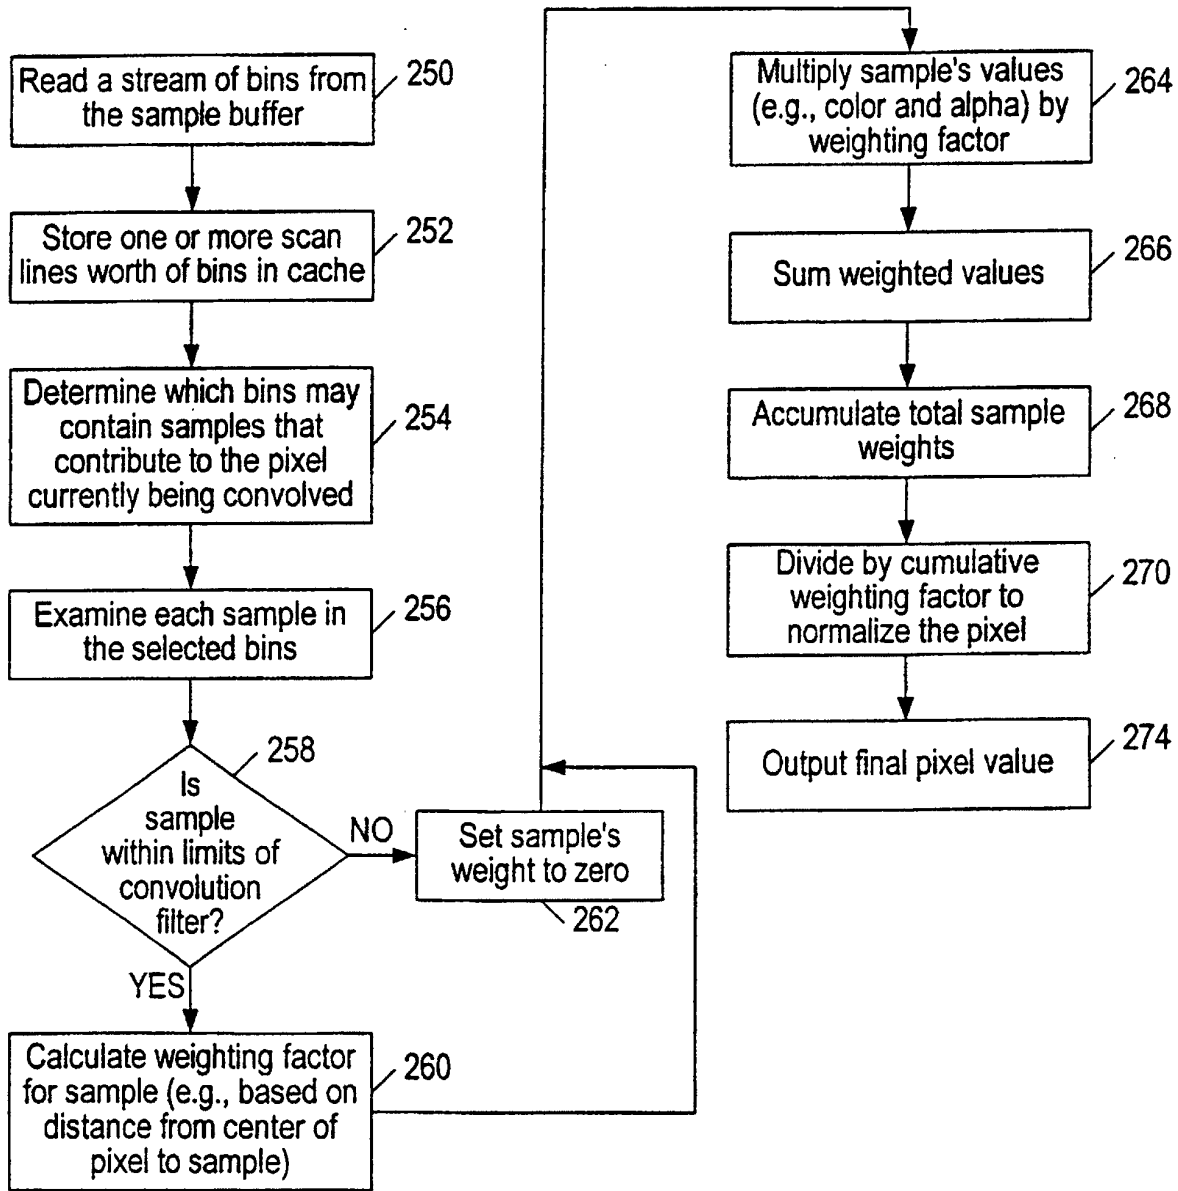 Read a stream of bins from
the sample buffer
250
Store one or more scan
lines worth of bins in cache
252
Determine which bins may
contain samples that
contribute to the pixel
currently being convolved
254
Examine each sample in
the selected bins
256
Is
sample
within limits of
convolution
filter?
258
NO
YES
Set sample's
weight to zero
262
Calculate weighting factor
for sample (e.g., based on
distance from center of
pixel to sample)
260
Multiply sample's values
(e.g., color and alpha) by
weighting factor
264
Sum weighted values
266
Accumulate total sample
weights
268
Divide by cumulative
weighting factor to
normalize the pixel
270
Output final pixel value
274